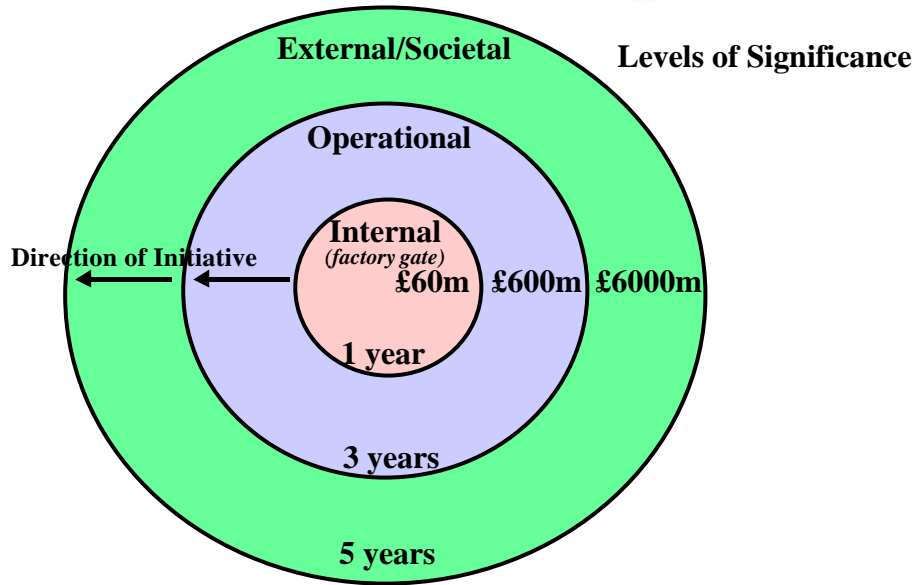 External/Societal
Levels of Significance
Operational
Internal
(factory gate)
Direction of Initiative
£60m £600m £6000m
1 year
3 years
5 years